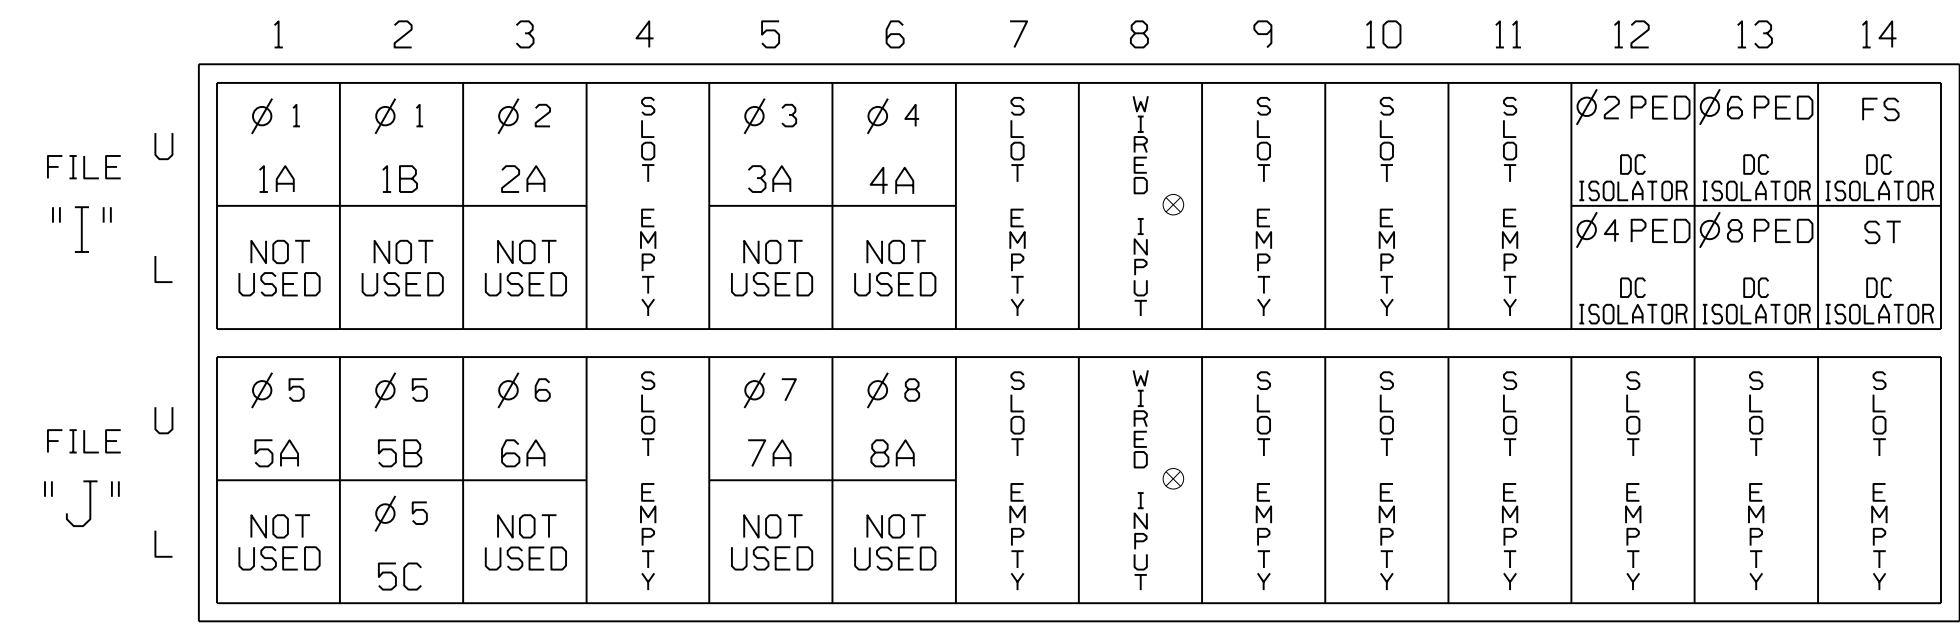 1 2 3 4 5 6 7 8 9 10 11 12 13 14
FILE "I"
U
Ø 1 Ø 1 Ø 2 SLOT EMPTY Ø 3 Ø 4 SLOT EMPTY WIRED INPUT ⊗ SLOT EMPTY SLOT EMPTY SLOT EMPTY Ø2 PED Ø6 PED FS
1A 1B 2A 3A 4A DC ISOLATOR DC ISOLATOR DC ISOLATOR
L
NOT USED NOT USED NOT USED NOT USED NOT USED Ø4 PED Ø8 PED ST
DC ISOLATOR DC ISOLATOR DC ISOLATOR
FILE "J"
U
Ø 5 Ø 5 Ø 6 SLOT EMPTY Ø 7 Ø 8 SLOT EMPTY WIRED INPUT ⊗ SLOT EMPTY SLOT EMPTY SLOT EMPTY SLOT EMPTY SLOT EMPTY SLOT EMPTY
5A 5B 6A 7A 8A
L
NOT USED Ø 5 NOT USED NOT USED NOT USED
5C